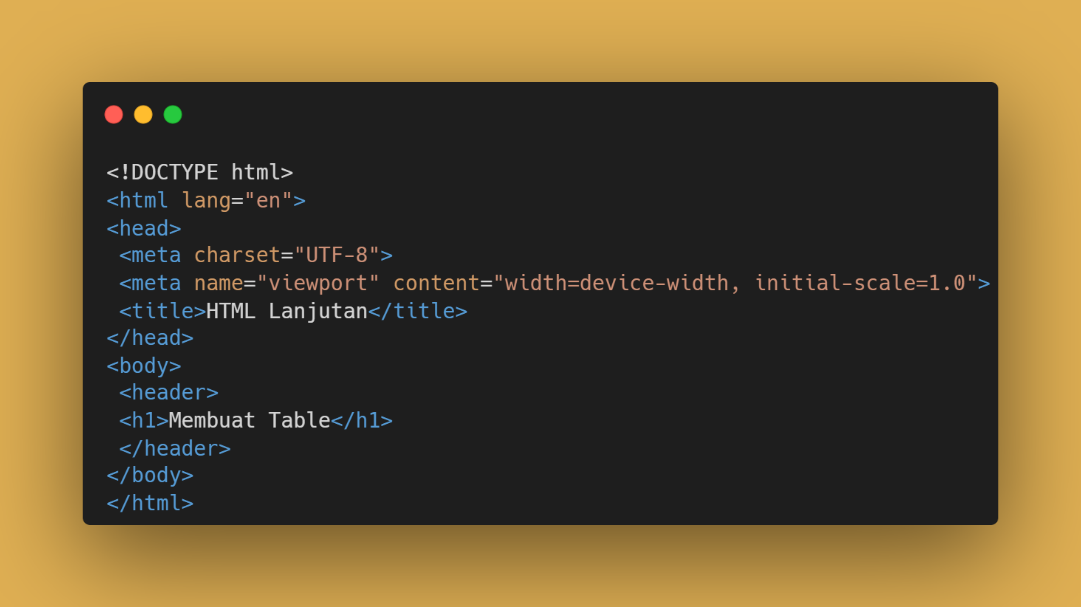 <!DOCTYPE html>
<html lang="en">
<head>
 <meta charset="UTF-8">
 <meta name="viewport" content="width=device-width, initial-scale=1.0">
 <title>HTML Lanjutan</title>
</head>
<body>
 <header>
 <h1>Membuat Table</h1>
 </header>
</body>
</html>